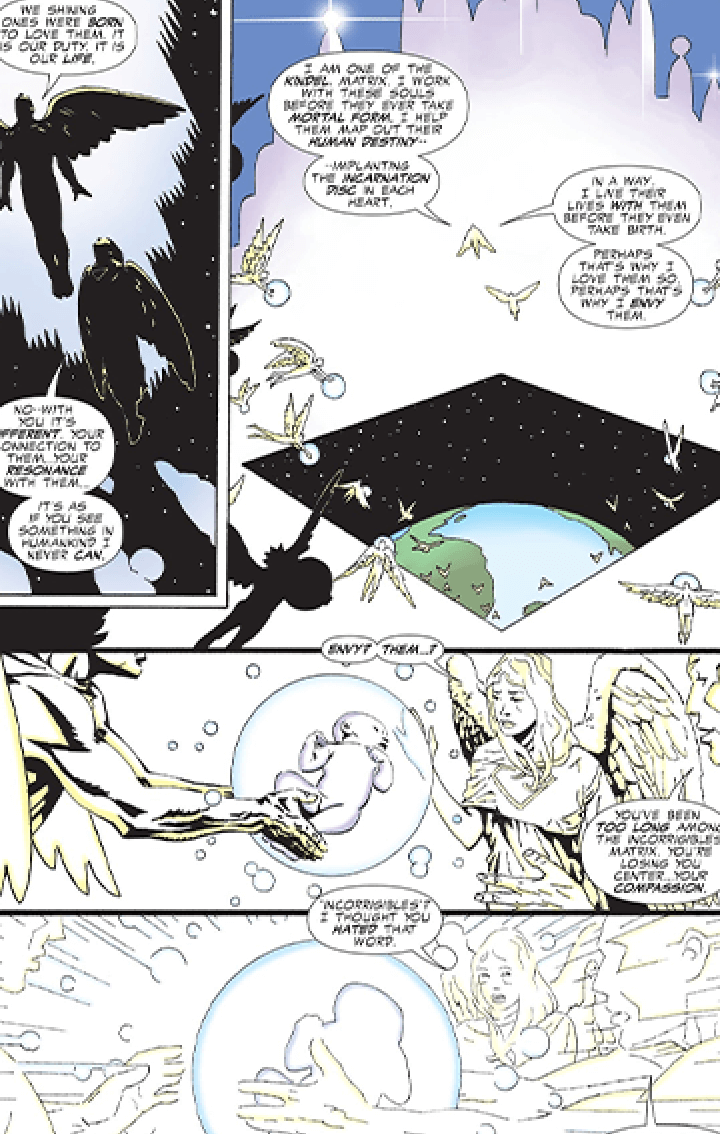 WE SHINING
ONES WERE BORN
TO LOVE THEM. IT
IS OUR DUTY. IT IS
OUR LIFE.
NO--WITH
YOU IT'S
DIFFERENT. YOUR
CONNECTION TO
THEM...YOUR
RESONANCE
WITH THEM...
IT'S AS
IF YOU SEE
SOMETHING IN
HUMANKIND I
NEVER CAN.
I AM ONE OF THE
KINDEL, MATRIX. I WORK
WITH THESE SOULS
BEFORE THEY EVER TAKE
MORTAL FORM. I HELP
THEM MAP OUT THEIR
HUMAN DESTINY--
--IMPLANTING
THE INCARNATION
DISC IN EACH
HEART.
IN A WAY,
I LIVE THEIR
LIVES WITH THEM
BEFORE THEY EVEN
TAKE BIRTH.
PERHAPS
THAT'S WHY I
LOVE THEM SO.
PERHAPS THAT'S
WHY I ENVY
THEM.
ENVY? THEM...?
YOU'VE BEEN
TOO LONG AMONG
THE INCORRIGIBLES,
MATRIX. YOU'RE
LOSING YOU
CENTER...YOUR
COMPASSION.
"INCORRIGIBLES"?
I THOUGHT YOU
HATED THAT
WORD.